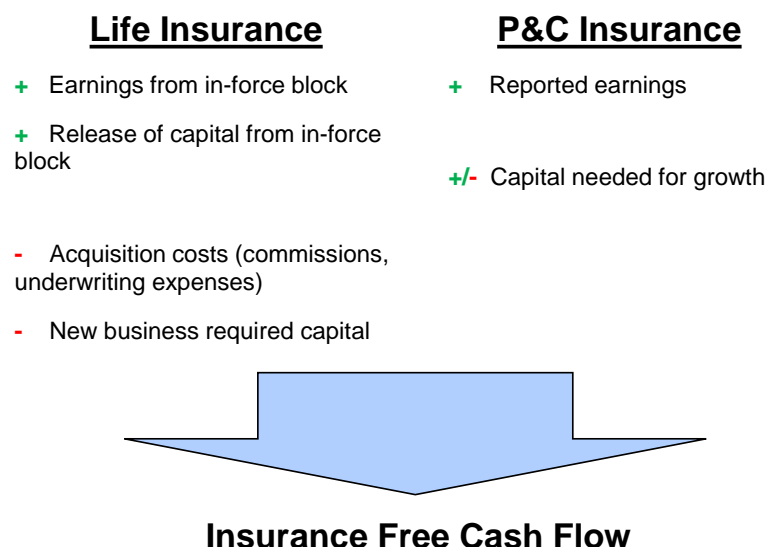 Life Insurance
+ Earnings from in-force block
+ Release of capital from in-force
block
- Acquisition costs (commissions,
underwriting expenses)
- New business required capital
P&C Insurance
+ Reported earnings
+/- Capital needed for growth
Insurance Free Cash Flow